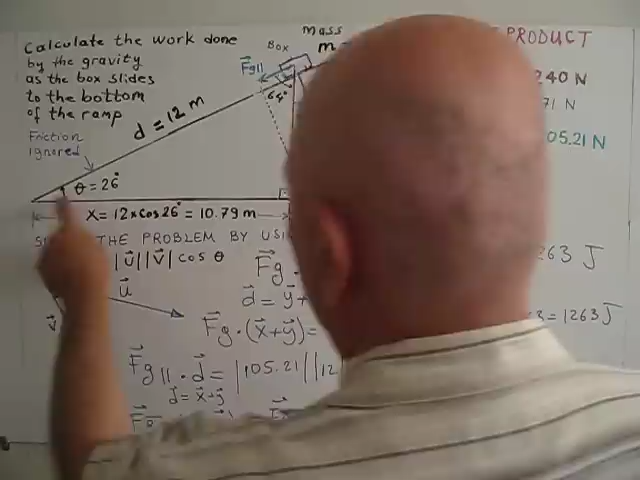 Calculate the work done
by the gravity
as the box slides
to the bottom
of the ramp
Friction
ignored
d = 12 m
θ = 26°
X = 12 x cos 26° = 10.79 m
Box
mass
m
Fg||
64°
PRODUCT
240 N
71 N
05.21 N
THE PROBLEM BY
|U||V| cos θ
U
V
Fg ·
d = y +
Fg · (x + y) =
Fg|| · d = |105.21||12
d = x + y
263 J
= 1263 J